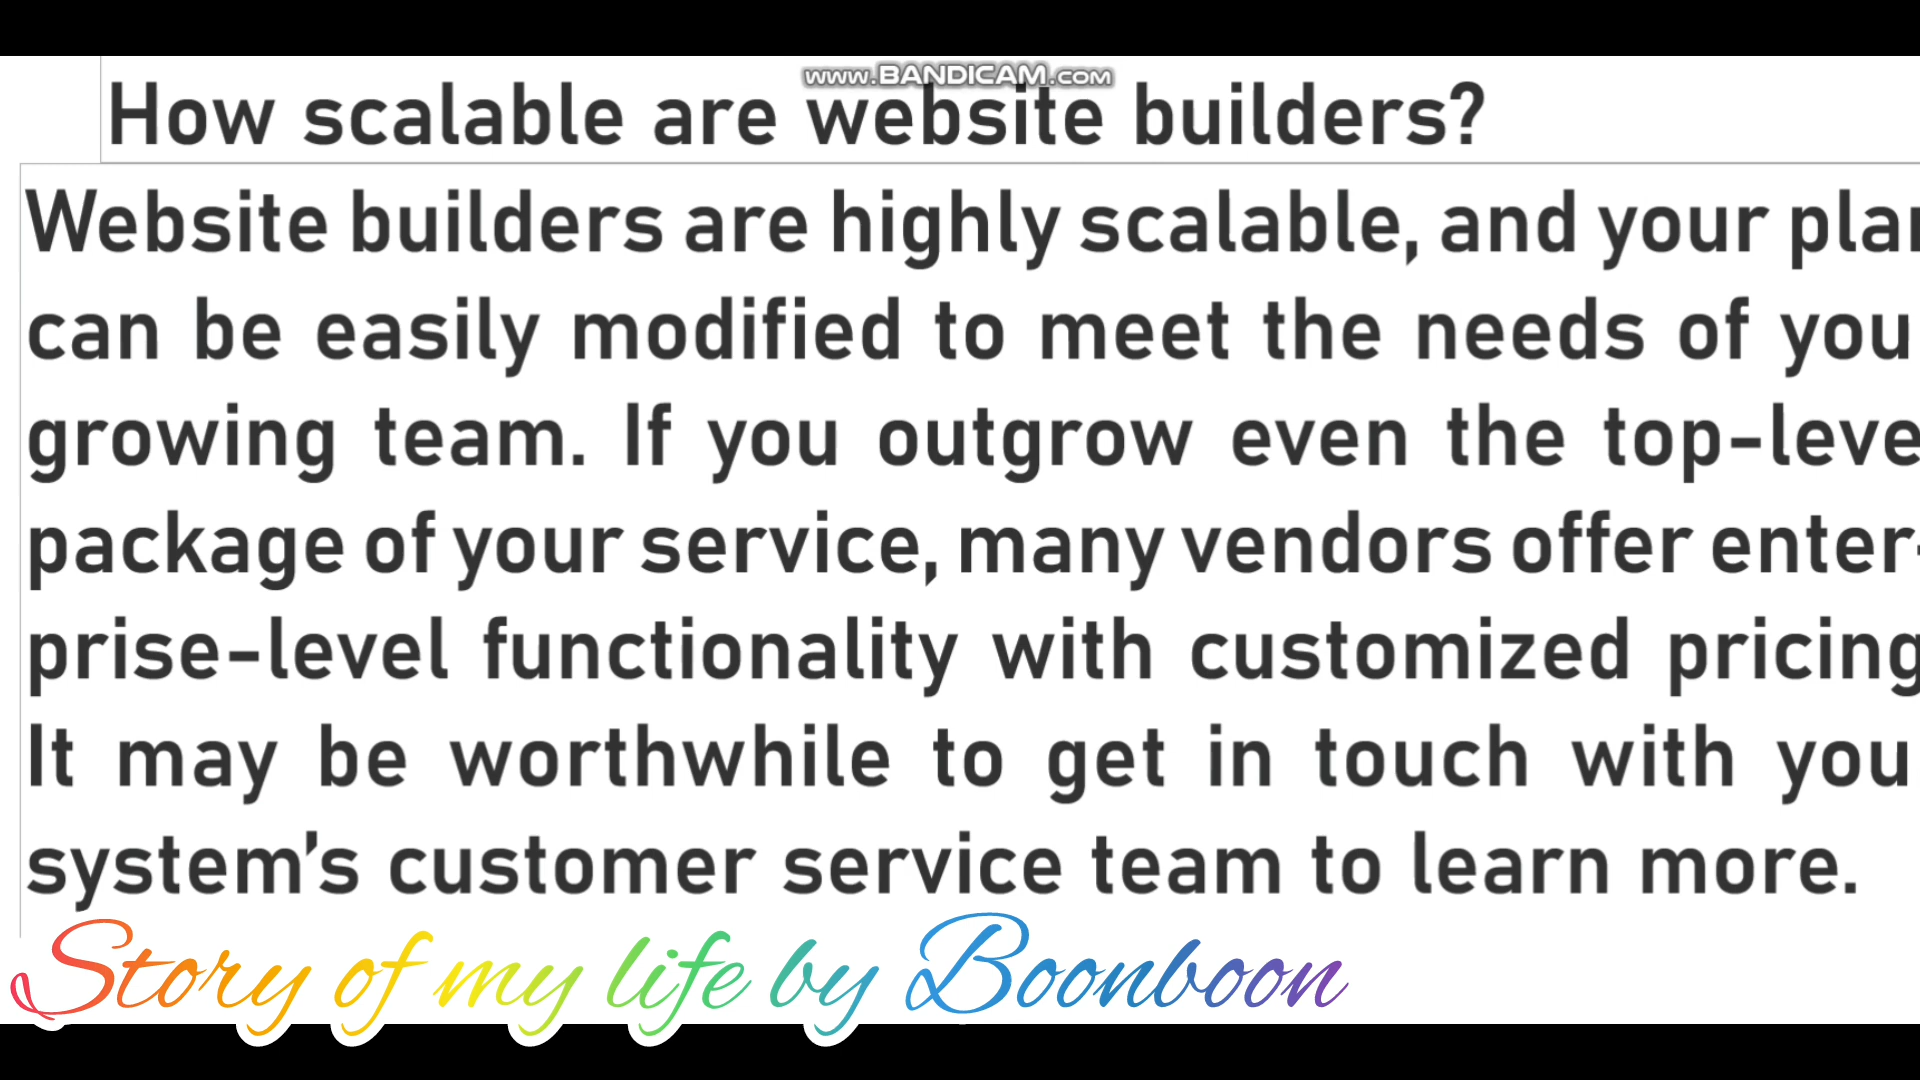 www.BANDICAM.com
How scalable are website builders?
Website builders are highly scalable, and your plan
can be easily modified to meet the needs of you
growing team. If you outgrow even the top-leve
package of your service, many vendors offer enter-
prise-level functionality with customized pricing
It may be worthwhile to get in touch with you
system's customer service team to learn more.
Story of my life by Boonboon